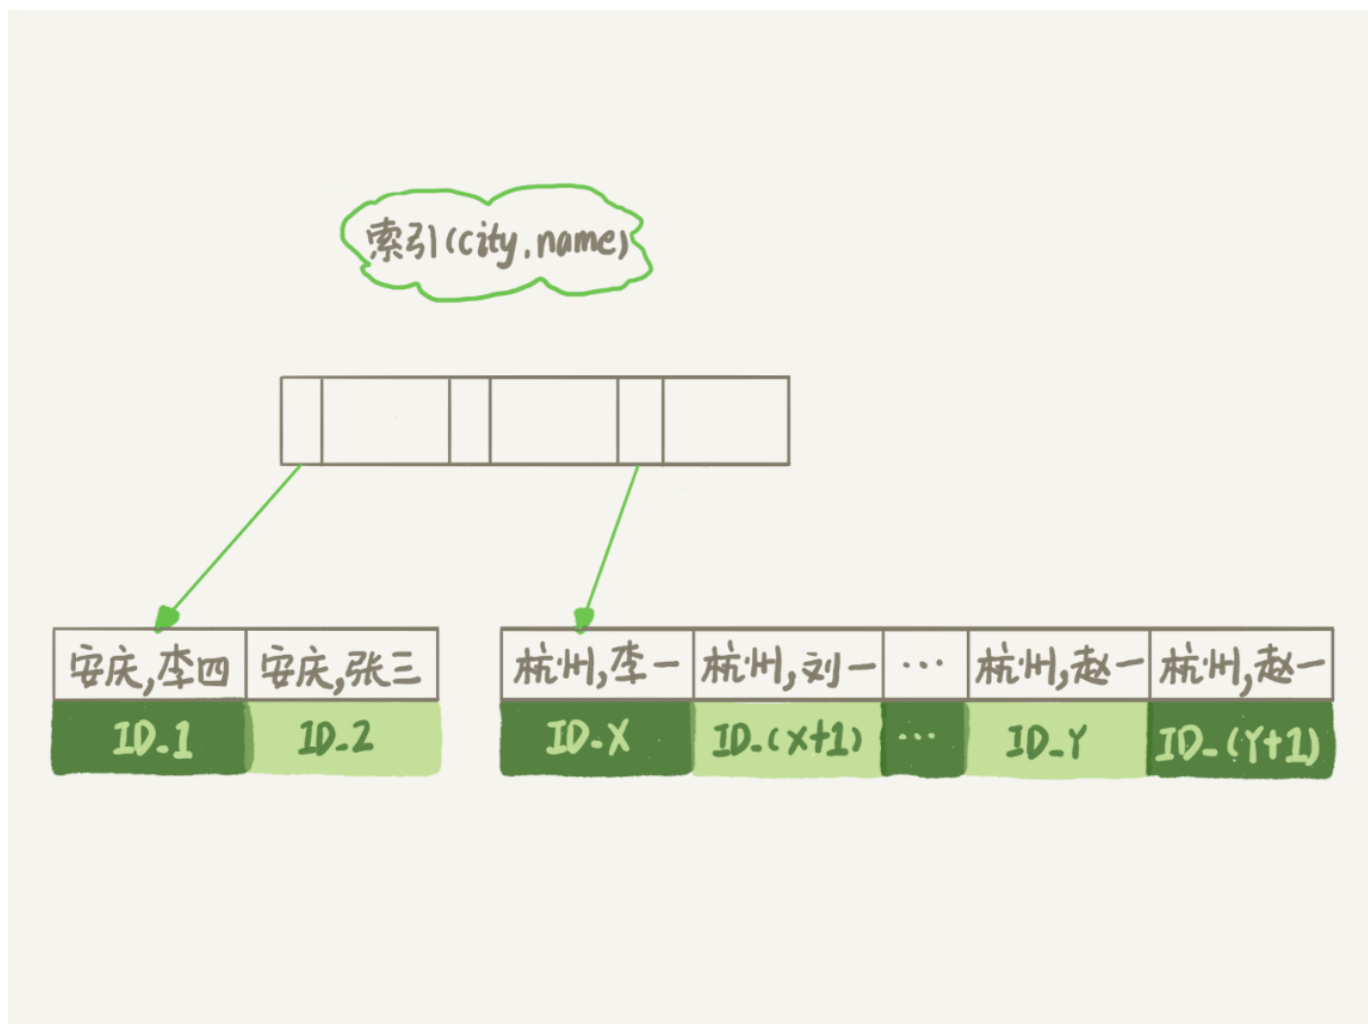 索引(city,name)
安庆,李四 安庆,张三 杭州,李一 杭州,刘一 ... 杭州,赵一 杭州,赵一
ID_1 ID_2 ID_X ID_(X+1) ... ID_Y ID_(Y+1)